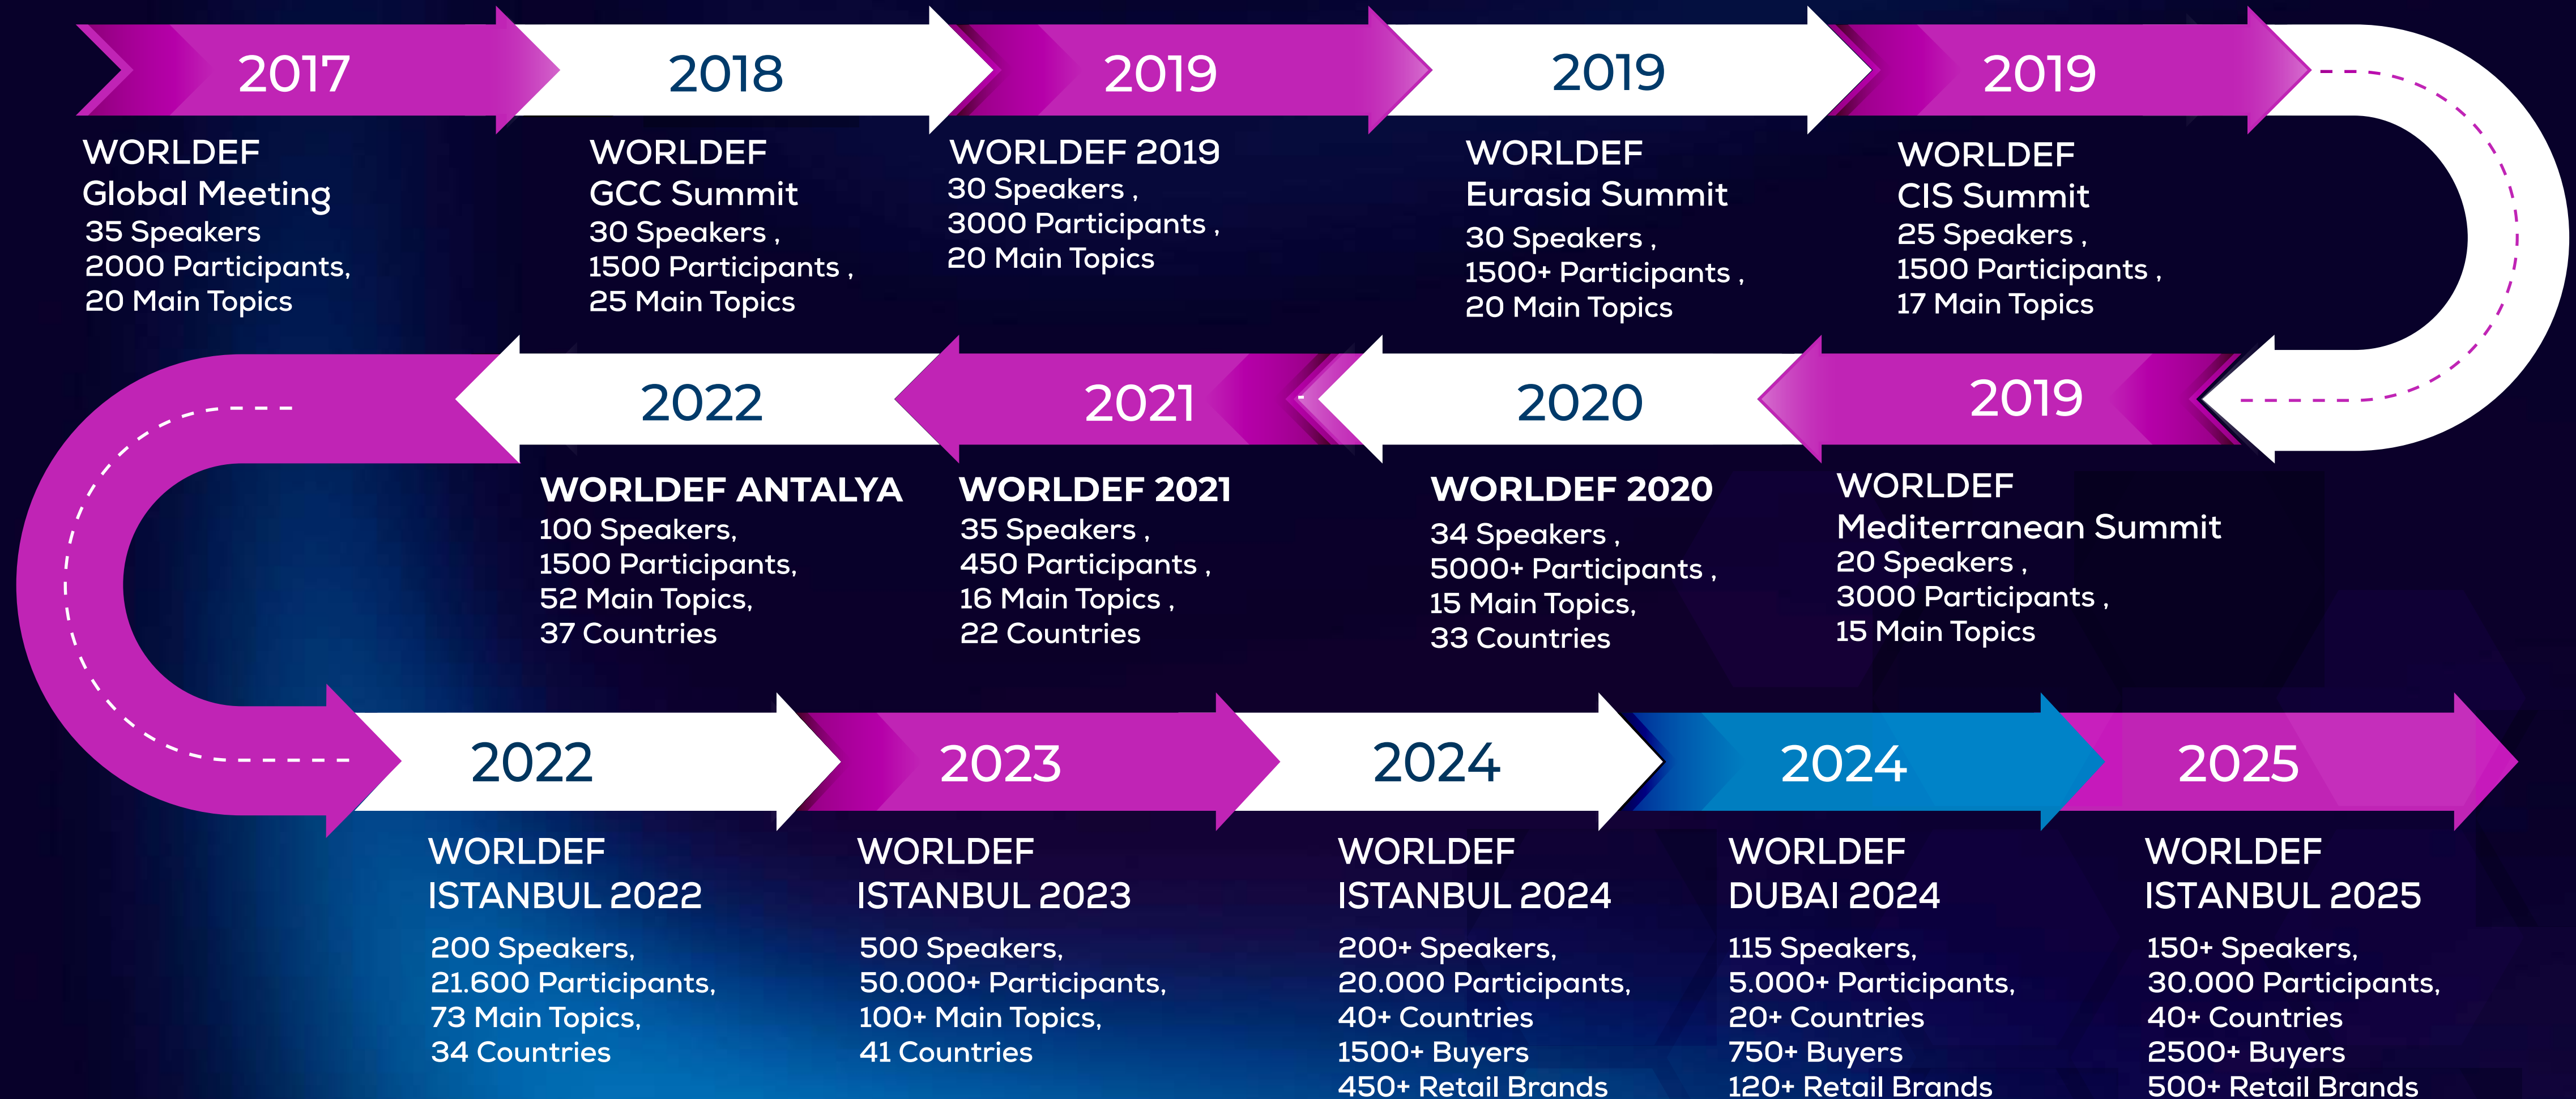 2017
WORLDEF
Global Meeting
35 Speakers
2000 Participants,
20 Main Topics
2018
WORLDEF
GCC Summit
30 Speakers ,
1500 Participants ,
25 Main Topics
2019
WORLDEF 2019
30 Speakers ,
3000 Participants ,
20 Main Topics
2019
WORLDEF
Eurasia Summit
30 Speakers ,
1500+ Participants ,
20 Main Topics
2019
WORLDEF
CIS Summit
25 Speakers ,
1500 Participants ,
17 Main Topics
2019
WORLDEF
Mediterranean Summit
20 Speakers ,
3000 Participants ,
15 Main Topics
2020
WORLDEF 2020
34 Speakers ,
5000+ Participants ,
15 Main Topics,
33 Countries
2021
WORLDEF 2021
35 Speakers ,
450 Participants ,
16 Main Topics ,
22 Countries
2022
WORLDEF ANTALYA
100 Speakers,
1500 Participants,
52 Main Topics,
37 Countries
2022
WORLDEF
ISTANBUL 2022
200 Speakers,
21.600 Participants,
73 Main Topics,
34 Countries
2023
WORLDEF
ISTANBUL 2023
500 Speakers,
50.000+ Participants,
100+ Main Topics,
41 Countries
2024
WORLDEF
ISTANBUL 2024
200+ Speakers,
20.000 Participants,
40+ Countries
1500+ Buyers
450+ Retail Brands
2024
WORLDEF
DUBAI 2024
115 Speakers,
5.000+ Participants,
20+ Countries
750+ Buyers
120+ Retail Brands
2025
WORLDEF
ISTANBUL 2025
150+ Speakers,
30.000 Participants,
40+ Countries
2500+ Buyers
500+ Retail Brands